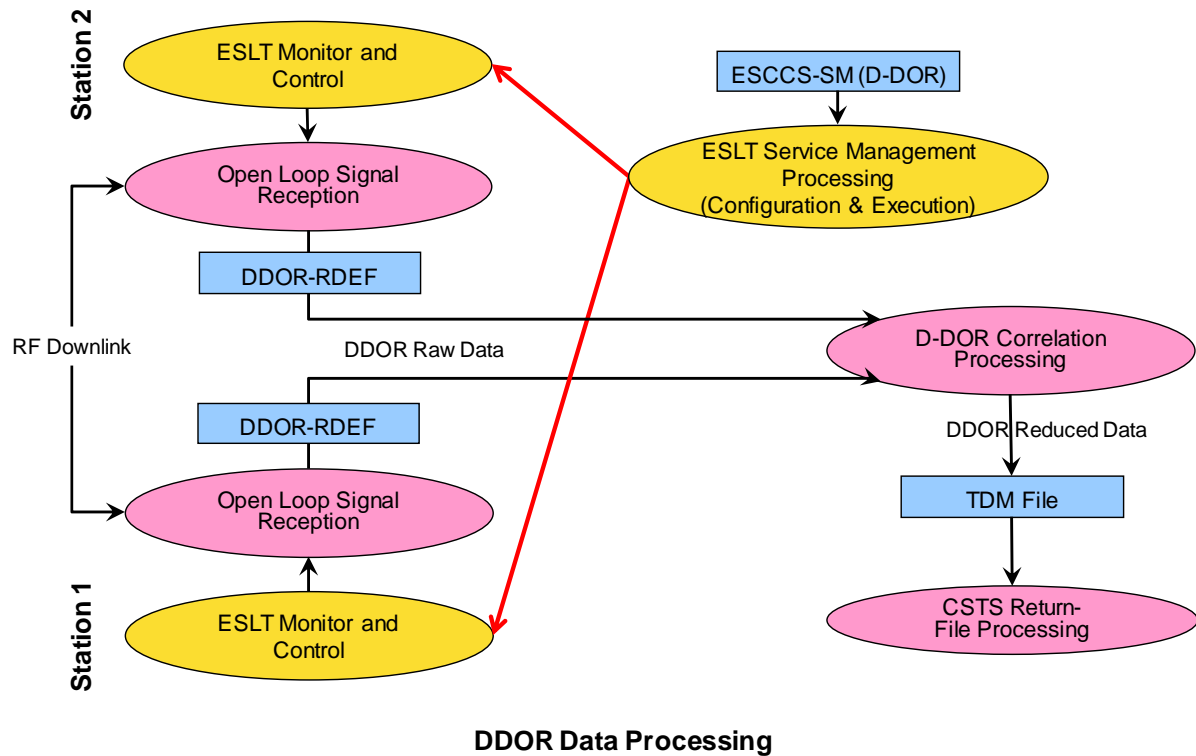 Station 2
ESLT Monitor and
Control
ESCCS-SM (D-DOR)
Open Loop Signal
Reception
ESLT Service Management
Processing
(Configuration & Execution)
DDOR-RDEF
RF Downlink
DDOR Raw Data
D-DOR Correlation
Processing
DDOR-RDEF
DDOR Reduced Data
Open Loop Signal
Reception
TDM File
Station 1
ESLT Monitor and
Control
CSTS Return-
File Processing
DDOR Data Processing